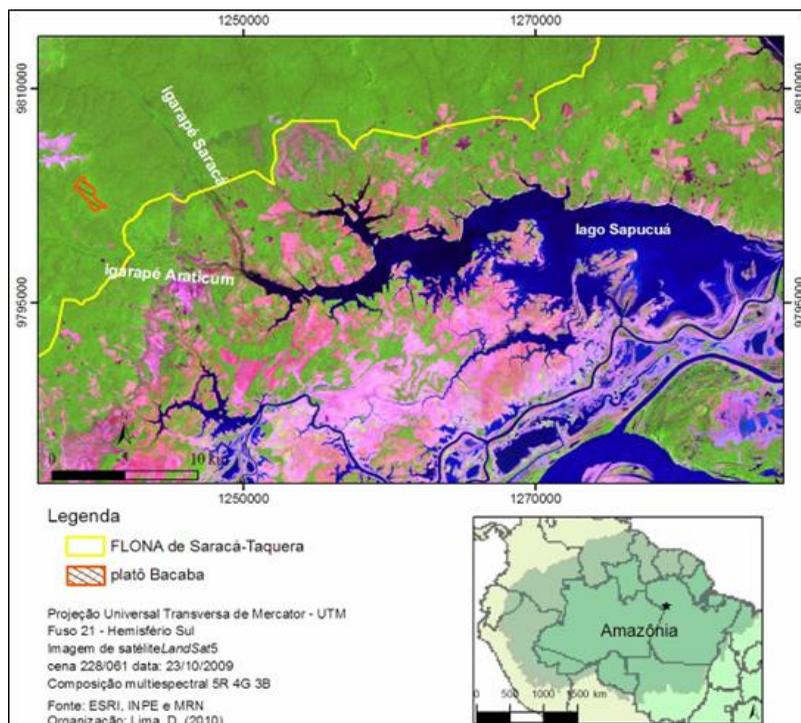 1250000 1270000
9810000 9810000
Igarapé Saracá
lago Sapucuá
Igarapé Araticum
9795000 9795000
0 10 km
1250000 1270000
Legenda
FLONA de Saracá-Taquera
platô Bacaba
Projeção Universal Transversa de Mercator - UTM
Fuso 21 - Hemisfério Sul
Imagem de satéliteLandSat5
cena 228/061 data: 23/10/2009
Composição multiespectral 5R 4G 3B
Fonte: ESRI, INPE e MRN
Organização: Lima, D. (2010)
Amazônia
0 500 1000 1500 km